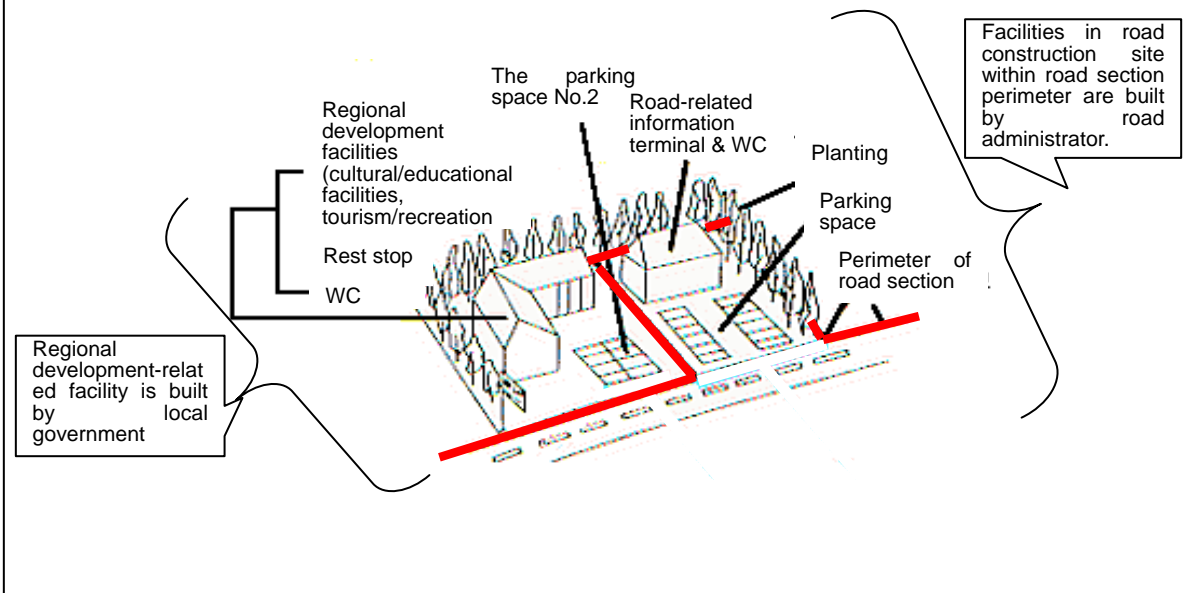 Facilities in road
construction site
within road section
perimeter are built
by road
administrator.
The parking
space No.2
Road-related
information
terminal & WC
Regional
development
facilities
(cultural/educational
facilities,
tourism/recreation
Planting
Parking
space
Rest stop
Perimeter of
road section
WC
Regional
development-relat
ed facility is built
by local
government